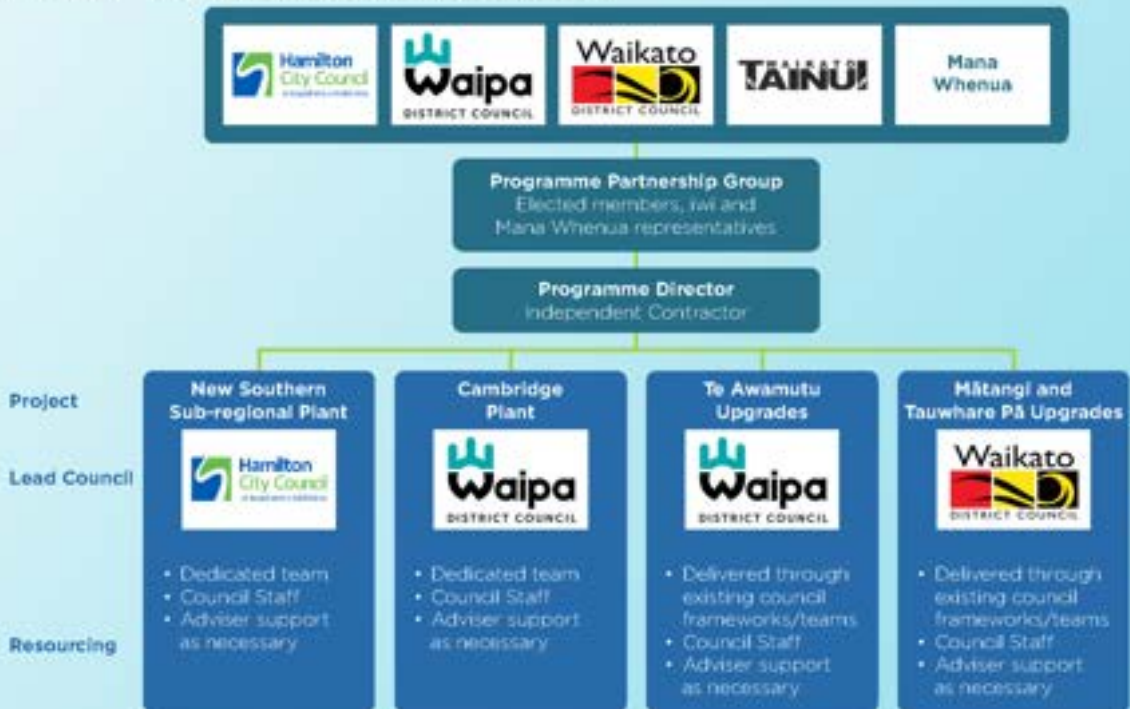 Hamilton
City Council
Waipa
DISTRICT COUNCIL
Waikato
DISTRICT COUNCIL
WAIKATO
TAINUI
Mana
Whenua
Programme Partnership Group
Elected members, iwi and
Mana Whenua representatives
Programme Director
Independent Contractor
Project
New Southern
Sub-regional Plant
Cambridge
Plant
Te Awamutu
Upgrades
Mātangi and
Tauwhare Pā Upgrades
Lead Council
Hamilton
City Council
Waipa
DISTRICT COUNCIL
Waipa
DISTRICT COUNCIL
Waikato
DISTRICT COUNCIL
Resourcing
• Dedicated team
• Council Staff
• Adviser support
as necessary
• Dedicated team
• Council Staff
• Adviser support
as necessary
• Delivered through
existing council
frameworks/teams
• Council Staff
• Adviser support
as necessary
• Delivered through
existing council
frameworks/teams
• Council Staff
• Adviser support
as necessary